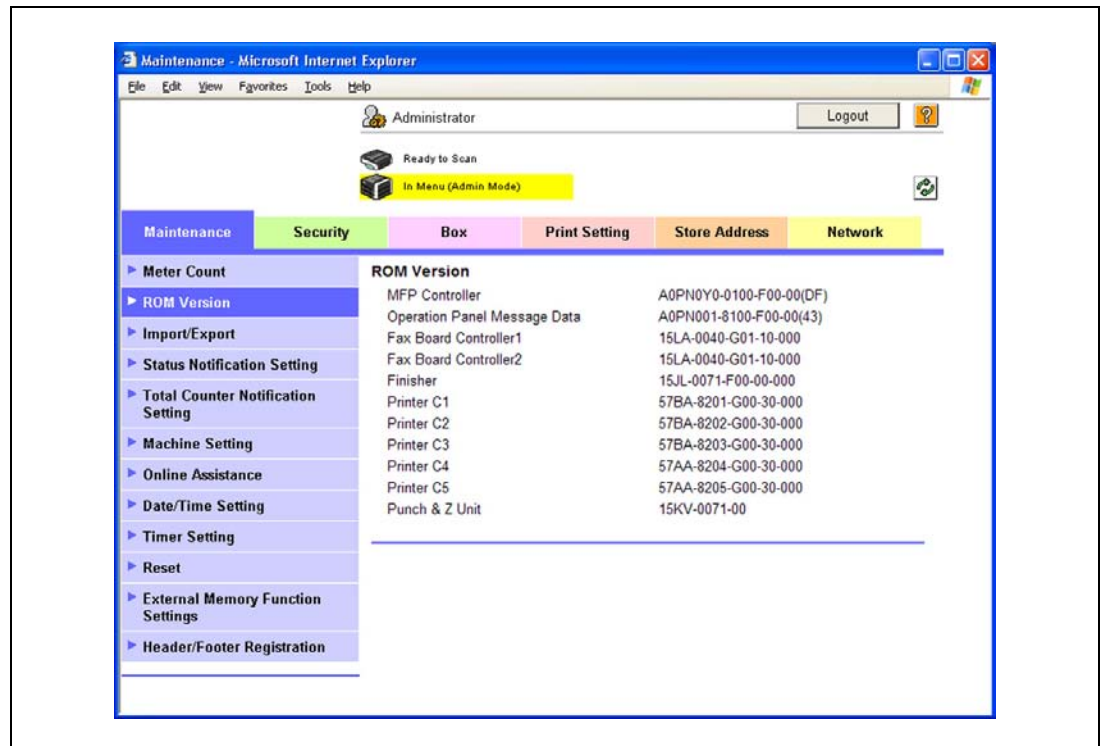 Maintenance - Microsoft Internet Explorer
File Edit View Favorites Tools Help
Administrator
Logout
Ready to Scan
In Menu (Admin Mode)
Maintenance Security Box Print Setting Store Address Network
Meter Count
ROM Version
Import/Export
Status Notification Setting
Total Counter Notification
Setting
Machine Setting
Online Assistance
Date/Time Setting
Timer Setting
Reset
External Memory Function
Settings
Header/Footer Registration
ROM Version
MFP Controller A0PN0Y0-0100-F00-00(DF)
Operation Panel Message Data A0PN001-8100-F00-00(43)
Fax Board Controller1 15LA-0040-G01-10-000
Fax Board Controller2 15LA-0040-G01-10-000
Finisher 15JL-0071-F00-00-000
Printer C1 57BA-8201-G00-30-000
Printer C2 57BA-8202-G00-30-000
Printer C3 57BA-8203-G00-30-000
Printer C4 57AA-8204-G00-30-000
Printer C5 57AA-8205-G00-30-000
Punch & Z Unit 15KV-0071-00